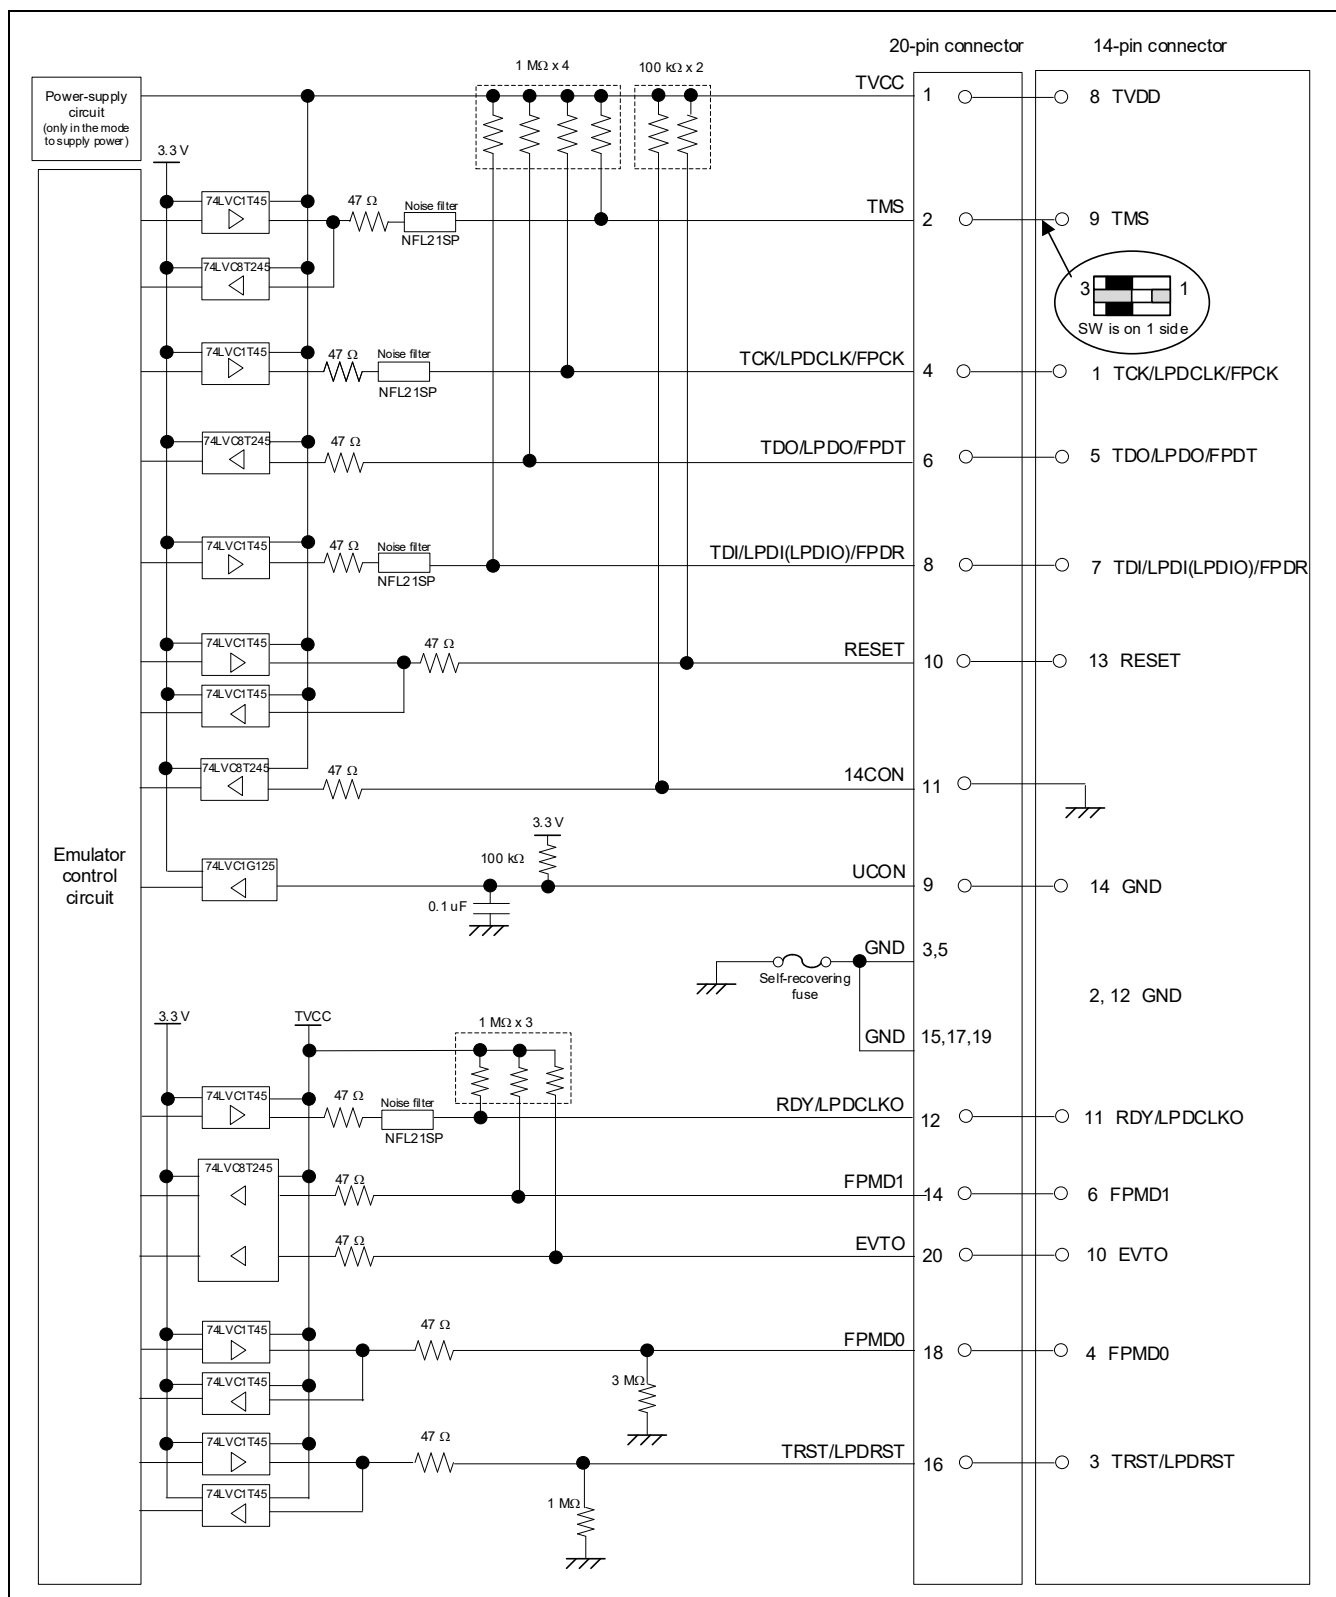 20-pin connector
14-pin connector
1 MΩ x 4
100 kΩ x 2
TVCC
1
8 TVDD
Power-supply
circuit
(only in the mode
to supply power)
3.3 V
74LVC1T45
47 Ω
Noise filter
NFL21SP
TMS
2
9 TMS
74LVC8T245
3
1
SW is on 1 side
74LVC1T45
47 Ω
Noise filter
NFL21SP
TCK/LPDCLK/FPCK
4
1 TCK/LPDCLK/FPCK
74LVC8T245
47 Ω
TDO/LPDO/FPDT
6
5 TDO/LPDO/FPDT
74LVC1T45
47 Ω
Noise filter
NFL21SP
TDI/LPDI(LPDIO)/FPDR
8
7 TDI/LPDI(LPDIO)/FPDR
74LVC1T45
47 Ω
RESET
10
13 RESET
74LVC1T45
74LVC8T245
47 Ω
14CON
11
3.3 V
Emulator
control
circuit
74LVC1G125
100 kΩ
0.1 uF
UCON
9
14 GND
GND
3,5
Self-recovering
fuse
2, 12 GND
GND
15,17,19
3.3 V
TVCC
1 MΩ x 3
74LVC1T45
47 Ω
Noise filter
NFL21SP
RDY/LPDCLKO
12
11 RDY/LPDCLKO
74LVC8T245
47 Ω
FPMD1
14
6 FPMD1
47 Ω
EVTO
20
10 EVTO
74LVC1T45
47 Ω
FPMD0
18
4 FPMD0
74LVC1T45
3 MΩ
74LVC1T45
47 Ω
TRST/LPDRST
16
3 TRST/LPDRST
74LVC1T45
1 MΩ